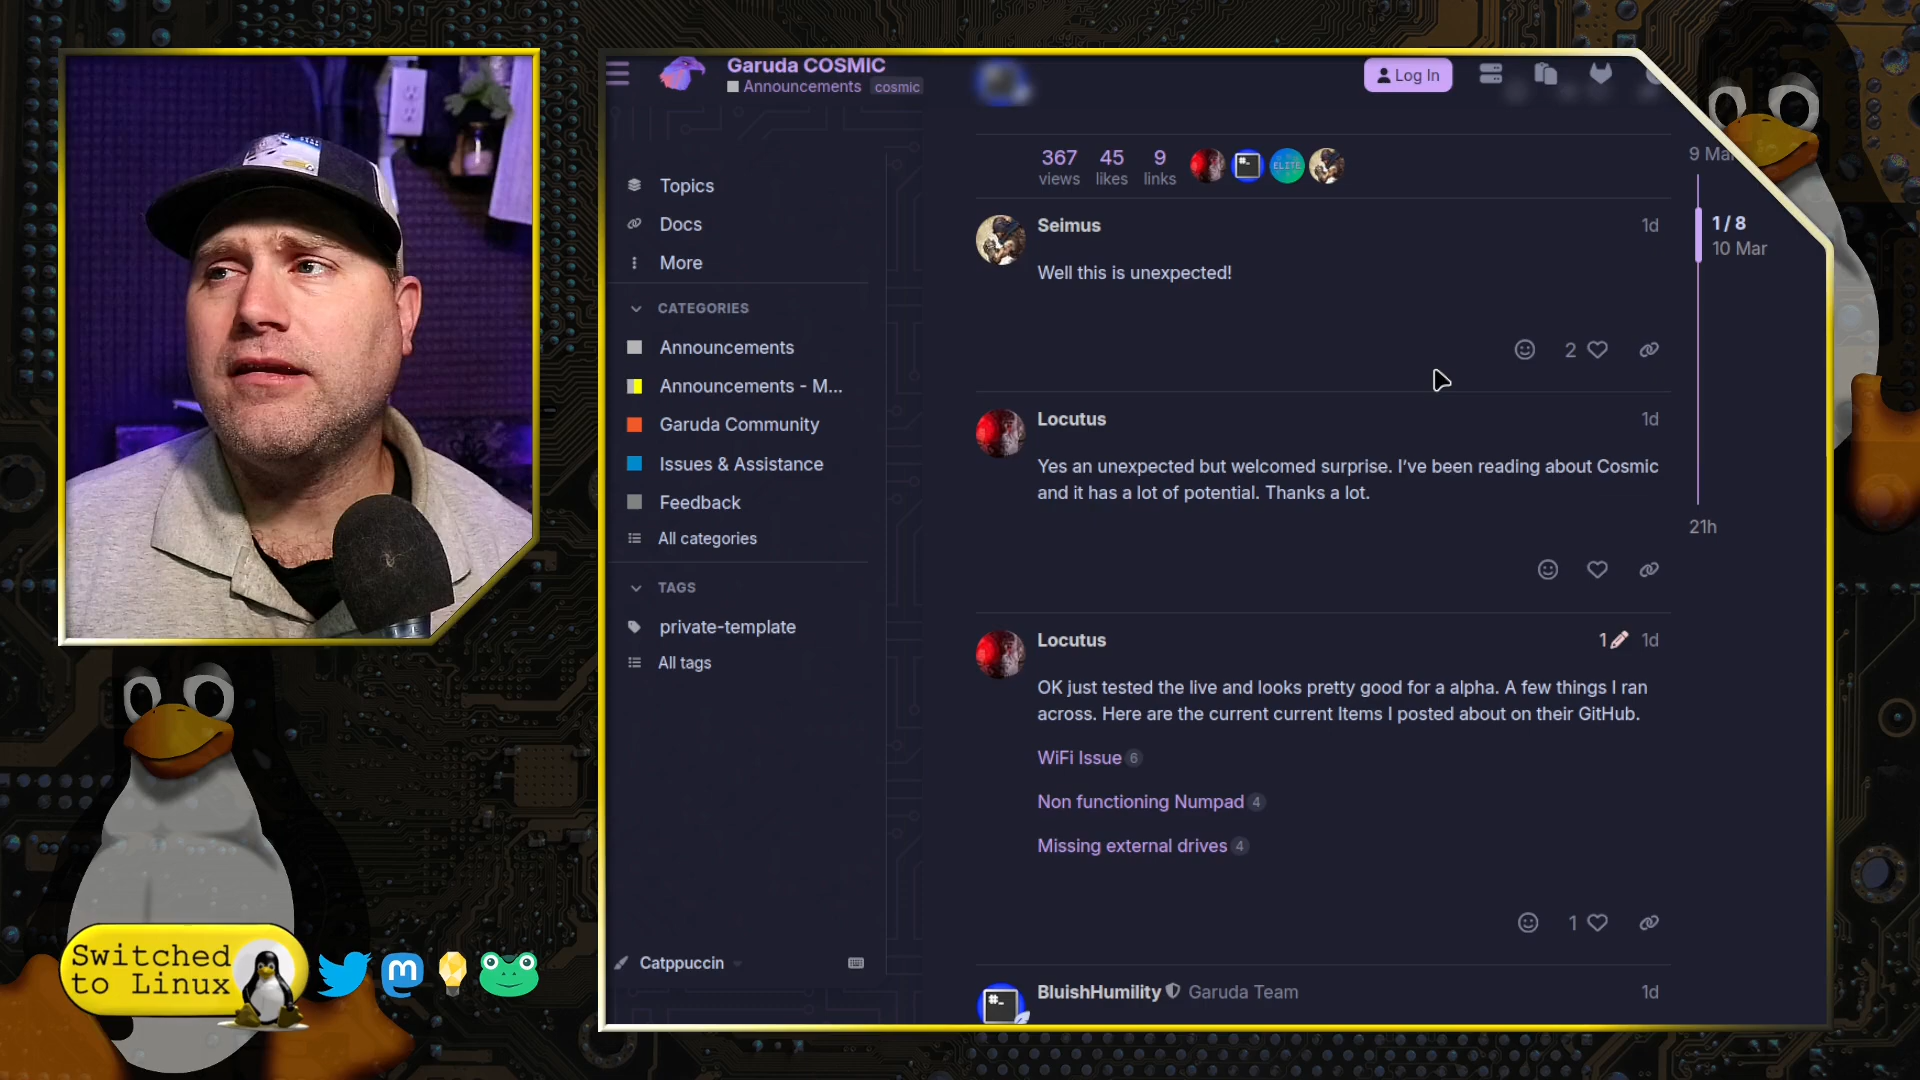 Garuda COSMIC
Announcements cosmic
Log In
Topics
Docs
More
CATEGORIES
Announcements
Announcements - M...
Garuda Community
Issues & Assistance
Feedback
All categories
TAGS
private-template
All tags
Catppuccin
367 views
45 likes
9 links
ELITE
Seimus 1d
Well this is unexpected!
2
Locutus 1d
Yes an unexpected but welcomed surprise. I've been reading about Cosmic
and it has a lot of potential. Thanks a lot.
Locutus 1 1d
OK just tested the live and looks pretty good for a alpha. A few things I ran
across. Here are the current current Items I posted about on their GitHub.
WiFi Issue 6
Non functioning Numpad 4
Missing external drives 4
1
BluishHumility Garuda Team 1d
#-
9 Mar
1 / 8
10 Mar
21h
Switched
to Linux